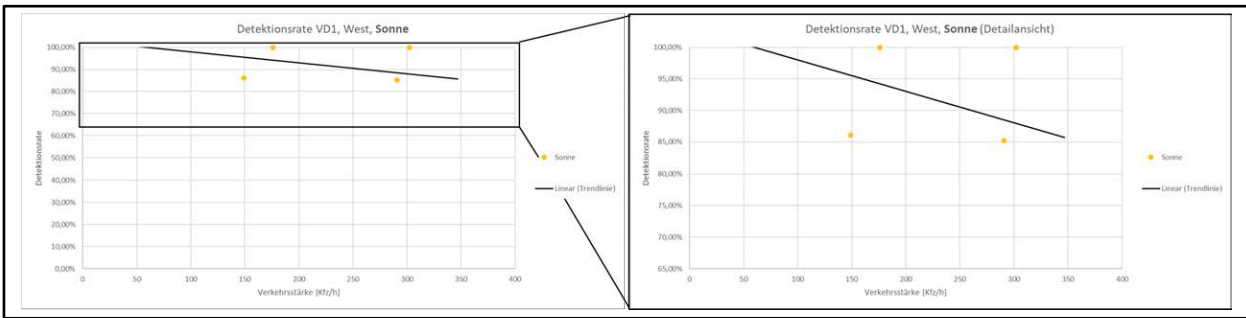 Detektionsrate VD1, West, Sonne
100,00%
90,00%
80,00%
70,00%
60,00%
50,00%
40,00%
30,00%
20,00%
10,00%
0,00%
Detektionsrate
0 50 100 150 200 250 300 350 400
Verkehrsstärke [Kfz/h]
Sonne
Linear (Trendlinie)
Detektionsrate VD1, West, Sonne (Detailansicht)
100,00%
95,00%
90,00%
85,00%
80,00%
75,00%
70,00%
65,00%
Detektionsrate
0 50 100 150 200 250 300 350 400
Verkehrsstärke [Kfz/h]
Sonne
Linear (Trendlinie)